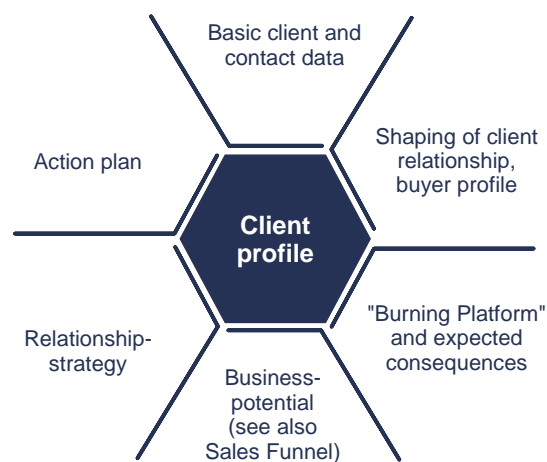 Basic client and
contact data
Shaping of client
relationship,
buyer profile
Action plan
Client
profile
"Burning Platform"
and expected
consequences
Relationship-
strategy
Business-
potential
(see also
Sales Funnel)